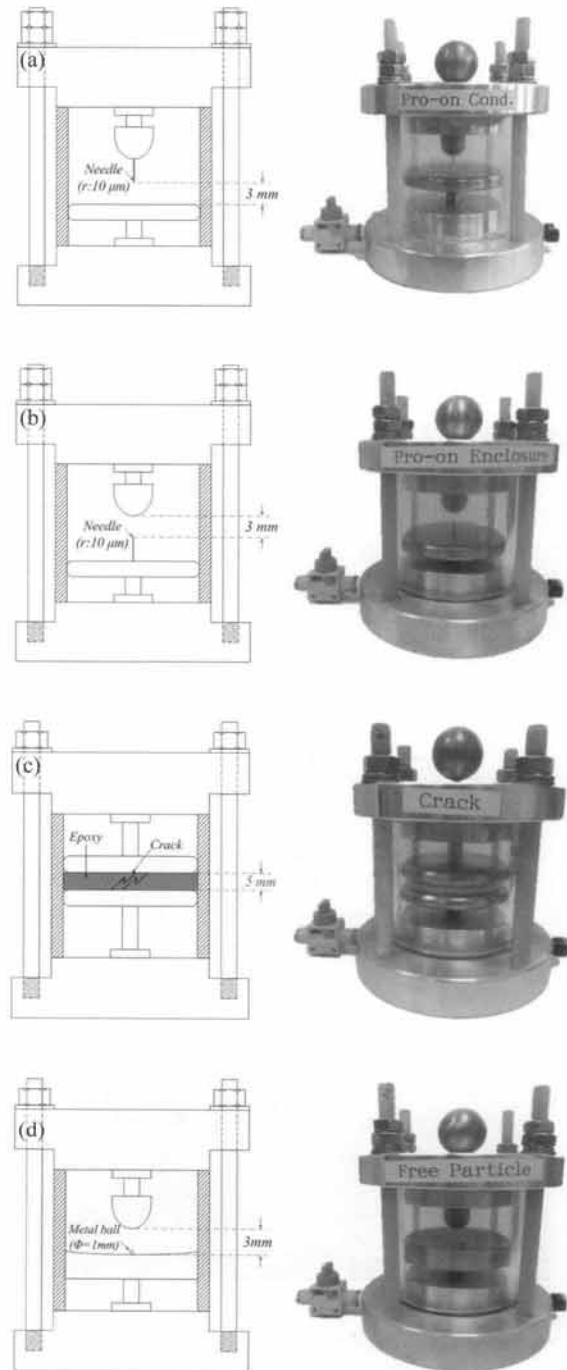 (a)
Needle
(r:10 μm)
3 mm
Pro-on Cond.
(b)
Needle
(r:10 μm)
3 mm
Pro-on Enclosure
(c)
Epoxy
Crack
5 mm
Crack
(d)
Metal ball
(Φ=1mm)
3mm
Free Particle